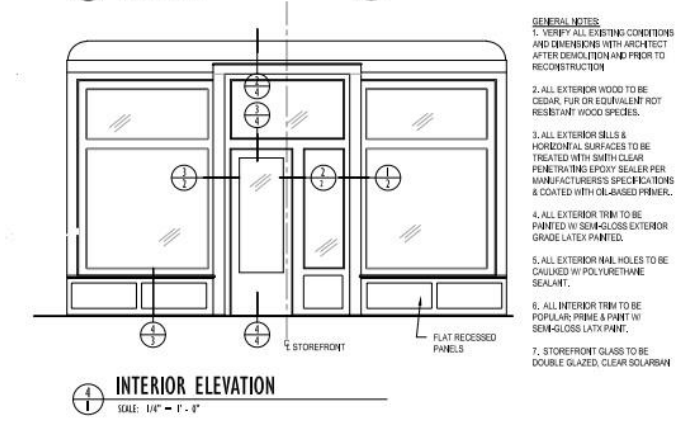 2
4
3
4
3
2
2
2
1
2
4
3
4
4
℄ STOREFRONT
FLAT RECESSED
PANELS
4
1
INTERIOR ELEVATION
SCALE: 1/4" = 1' - 0"
GENERAL NOTES:
1. VERIFY ALL EXISTING CONDITIONS
AND DIMENSIONS WITH ARCHITECT
AFTER DEMOLITION AND PRIOR TO
RECONSTRUCTION
2. ALL EXTERIOR WOOD TO BE
CEDAR, FUR OR EQUIVALENT ROT
RESISTANT WOOD SPECIES.
3. ALL EXTERIOR SILLS &
HORIZONTAL SURFACES TO BE
TREATED WITH SMITH CLEAR
PENETRATING EPOXY SEALER PER
MANUFACTURERS'S SPECIFICATIONS
& COATED WITH OIL-BASED PRIMER..
4. ALL EXTERIOR TRIM TO BE
PAINTED W/ SEMI-GLOSS EXTERIOR
GRADE LATEX PAINTED.
5. ALL EXTERIOR NAIL HOLES TO BE
CAULKED W/ POLYURETHANE
SEALANT.
6. ALL INTERIOR TRIM TO BE
POPULAR; PRIME & PAINT W/
SEMI-GLOSS LATX PAINT.
7. STOREFRONT GLASS TO BE
DOUBLE GLAZED, CLEAR SOLARBAN